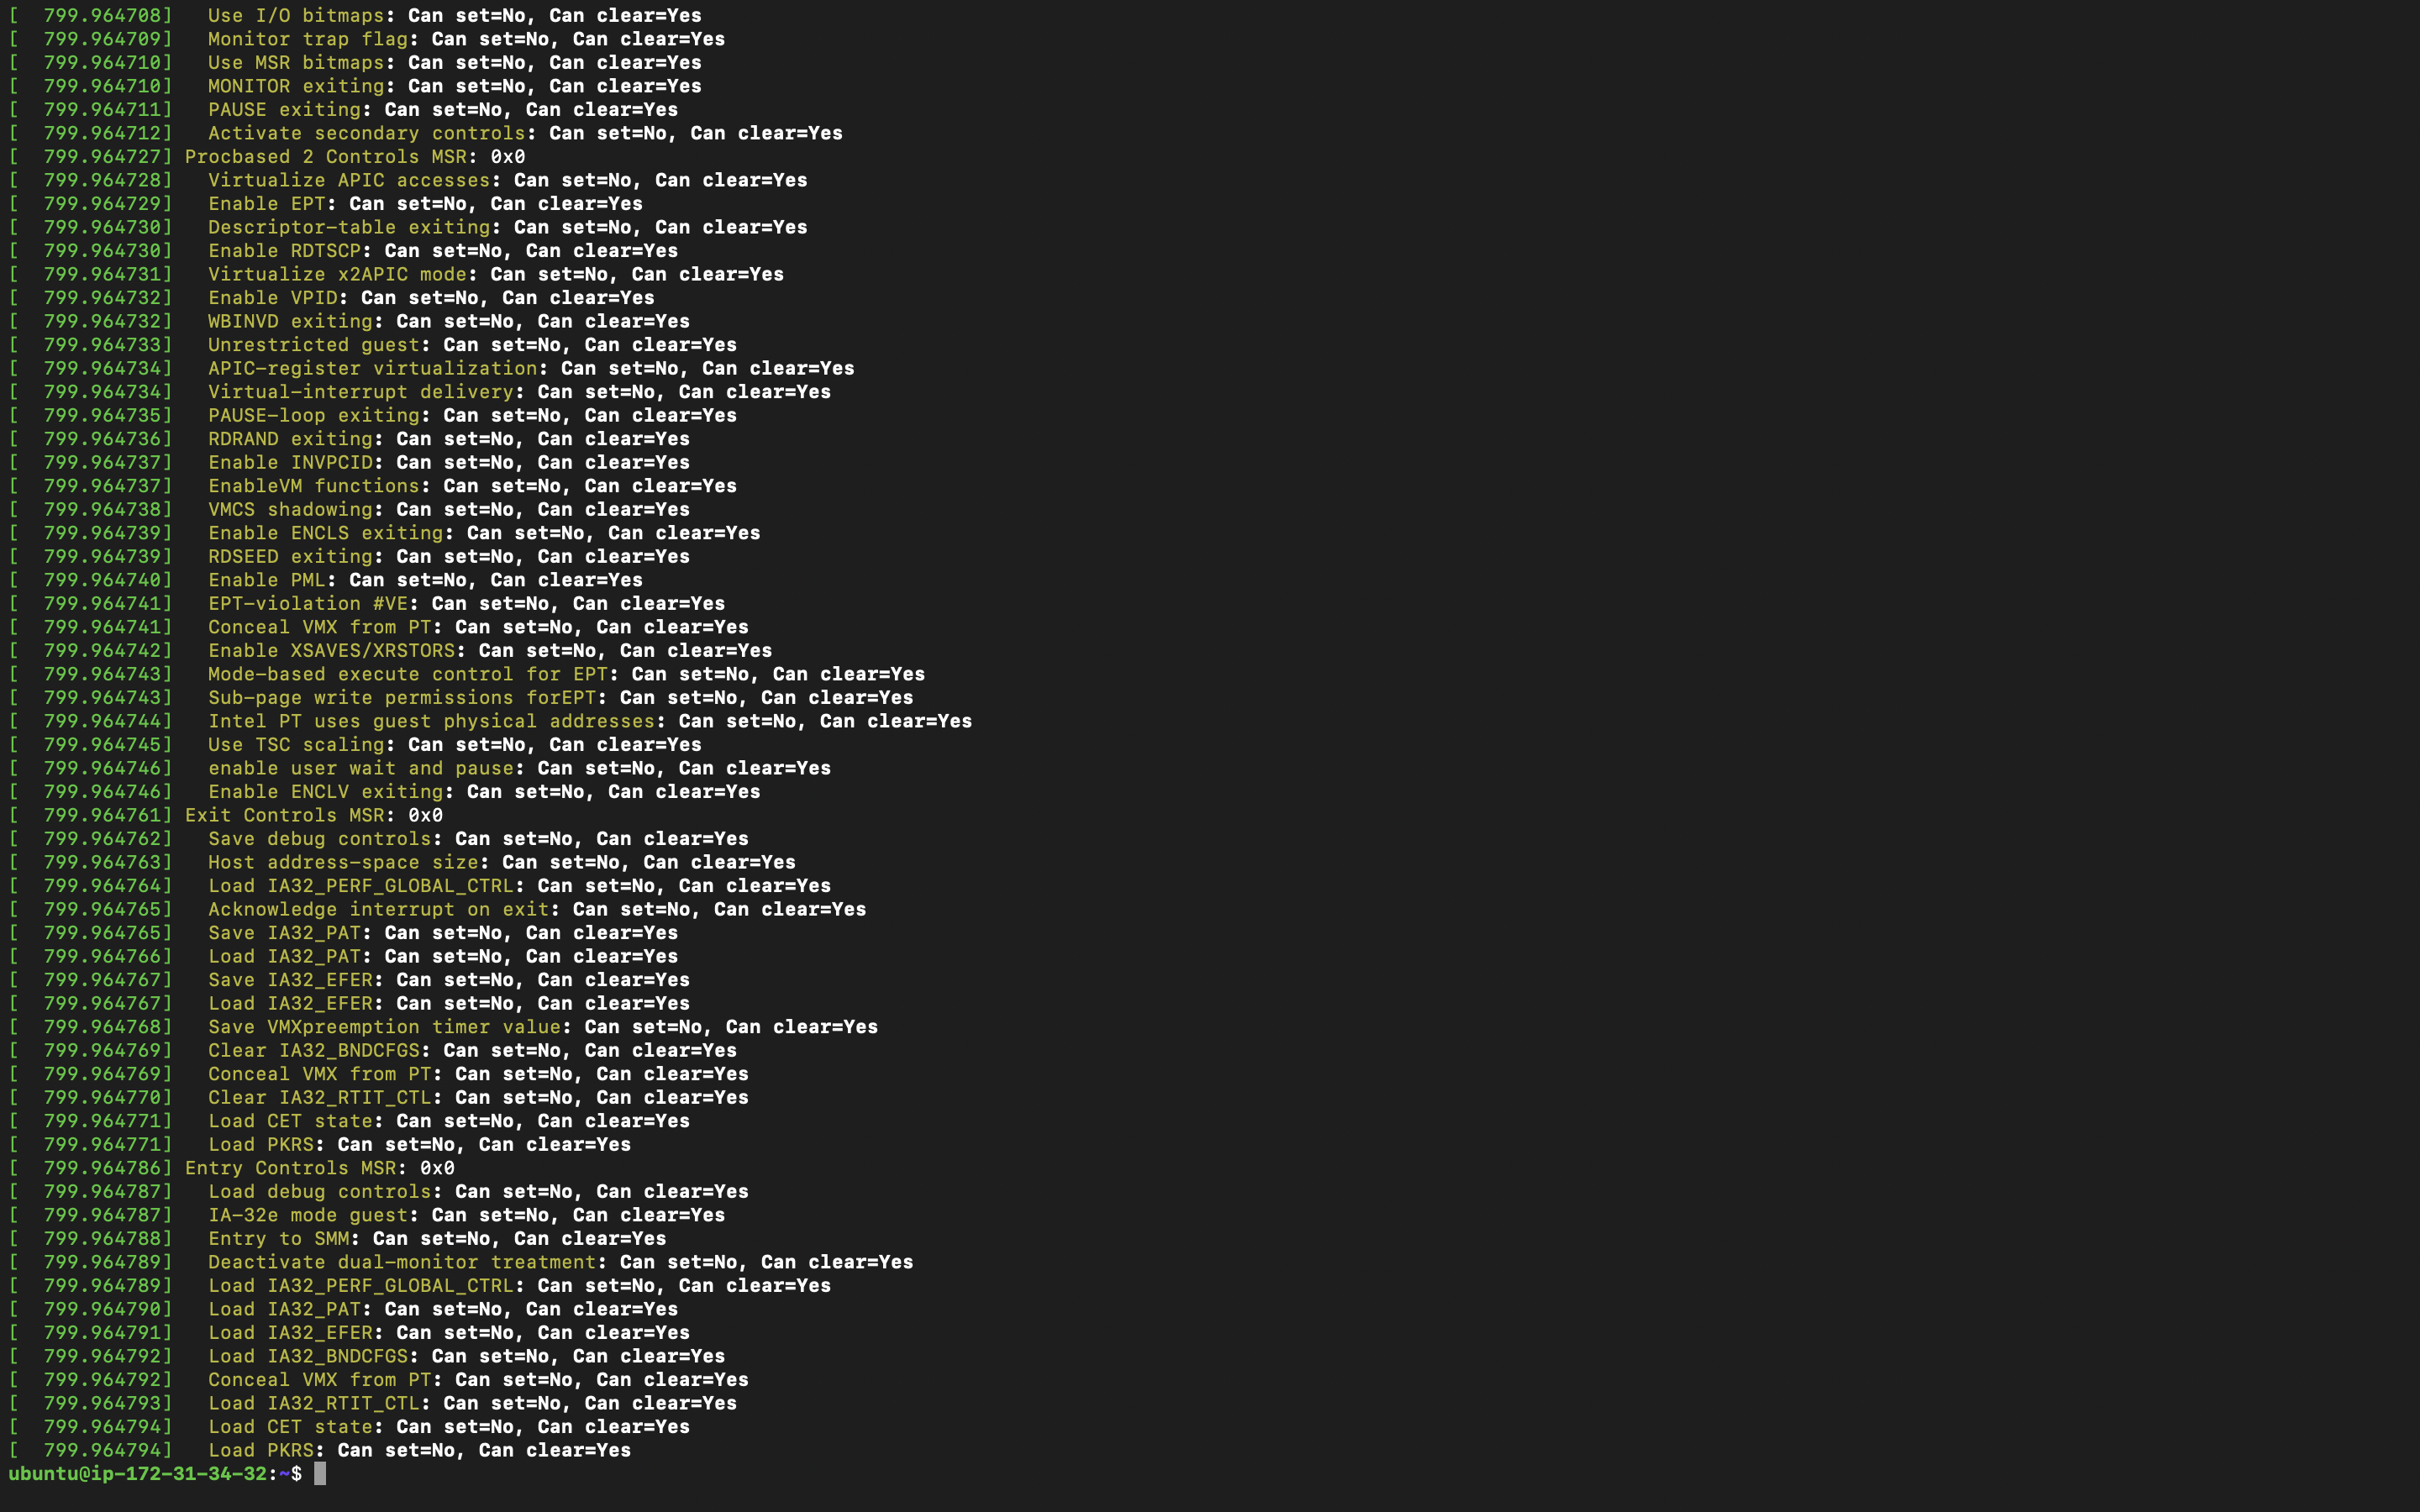 [  799.964708]   Use I/O bitmaps: Can set=No, Can clear=Yes
[  799.964709]   Monitor trap flag: Can set=No, Can clear=Yes
[  799.964710]   Use MSR bitmaps: Can set=No, Can clear=Yes
[  799.964710]   MONITOR exiting: Can set=No, Can clear=Yes
[  799.964711]   PAUSE exiting: Can set=No, Can clear=Yes
[  799.964712]   Activate secondary controls: Can set=No, Can clear=Yes
[  799.964727] Procbased 2 Controls MSR: 0x0
[  799.964728]   Virtualize APIC accesses: Can set=No, Can clear=Yes
[  799.964729]   Enable EPT: Can set=No, Can clear=Yes
[  799.964730]   Descriptor-table exiting: Can set=No, Can clear=Yes
[  799.964730]   Enable RDTSCP: Can set=No, Can clear=Yes
[  799.964731]   Virtualize x2APIC mode: Can set=No, Can clear=Yes
[  799.964732]   Enable VPID: Can set=No, Can clear=Yes
[  799.964732]   WBINVD exiting: Can set=No, Can clear=Yes
[  799.964733]   Unrestricted guest: Can set=No, Can clear=Yes
[  799.964734]   APIC-register virtualization: Can set=No, Can clear=Yes
[  799.964734]   Virtual-interrupt delivery: Can set=No, Can clear=Yes
[  799.964735]   PAUSE-loop exiting: Can set=No, Can clear=Yes
[  799.964736]   RDRAND exiting: Can set=No, Can clear=Yes
[  799.964737]   Enable INVPCID: Can set=No, Can clear=Yes
[  799.964737]   EnableVM functions: Can set=No, Can clear=Yes
[  799.964738]   VMCS shadowing: Can set=No, Can clear=Yes
[  799.964739]   Enable ENCLS exiting: Can set=No, Can clear=Yes
[  799.964739]   RDSEED exiting: Can set=No, Can clear=Yes
[  799.964740]   Enable PML: Can set=No, Can clear=Yes
[  799.964741]   EPT-violation #VE: Can set=No, Can clear=Yes
[  799.964741]   Conceal VMX from PT: Can set=No, Can clear=Yes
[  799.964742]   Enable XSAVES/XRSTORS: Can set=No, Can clear=Yes
[  799.964743]   Mode-based execute control for EPT: Can set=No, Can clear=Yes
[  799.964743]   Sub-page write permissions forEPT: Can set=No, Can clear=Yes
[  799.964744]   Intel PT uses guest physical addresses: Can set=No, Can clear=Yes
[  799.964745]   Use TSC scaling: Can set=No, Can clear=Yes
[  799.964746]   enable user wait and pause: Can set=No, Can clear=Yes
[  799.964746]   Enable ENCLV exiting: Can set=No, Can clear=Yes
[  799.964761] Exit Controls MSR: 0x0
[  799.964762]   Save debug controls: Can set=No, Can clear=Yes
[  799.964763]   Host address-space size: Can set=No, Can clear=Yes
[  799.964764]   Load IA32_PERF_GLOBAL_CTRL: Can set=No, Can clear=Yes
[  799.964765]   Acknowledge interrupt on exit: Can set=No, Can clear=Yes
[  799.964765]   Save IA32_PAT: Can set=No, Can clear=Yes
[  799.964766]   Load IA32_PAT: Can set=No, Can clear=Yes
[  799.964767]   Save IA32_EFER: Can set=No, Can clear=Yes
[  799.964767]   Load IA32_EFER: Can set=No, Can clear=Yes
[  799.964768]   Save VMXpreemption timer value: Can set=No, Can clear=Yes
[  799.964769]   Clear IA32_BNDCFGS: Can set=No, Can clear=Yes
[  799.964769]   Conceal VMX from PT: Can set=No, Can clear=Yes
[  799.964770]   Clear IA32_RTIT_CTL: Can set=No, Can clear=Yes
[  799.964771]   Load CET state: Can set=No, Can clear=Yes
[  799.964771]   Load PKRS: Can set=No, Can clear=Yes
[  799.964786] Entry Controls MSR: 0x0
[  799.964787]   Load debug controls: Can set=No, Can clear=Yes
[  799.964787]   IA-32e mode guest: Can set=No, Can clear=Yes
[  799.964788]   Entry to SMM: Can set=No, Can clear=Yes
[  799.964789]   Deactivate dual-monitor treatment: Can set=No, Can clear=Yes
[  799.964789]   Load IA32_PERF_GLOBAL_CTRL: Can set=No, Can clear=Yes
[  799.964790]   Load IA32_PAT: Can set=No, Can clear=Yes
[  799.964791]   Load IA32_EFER: Can set=No, Can clear=Yes
[  799.964792]   Load IA32_BNDCFGS: Can set=No, Can clear=Yes
[  799.964792]   Conceal VMX from PT: Can set=No, Can clear=Yes
[  799.964793]   Load IA32_RTIT_CTL: Can set=No, Can clear=Yes
[  799.964794]   Load CET state: Can set=No, Can clear=Yes
[  799.964794]   Load PKRS: Can set=No, Can clear=Yes
ubuntu@ip-172-31-34-32:~$